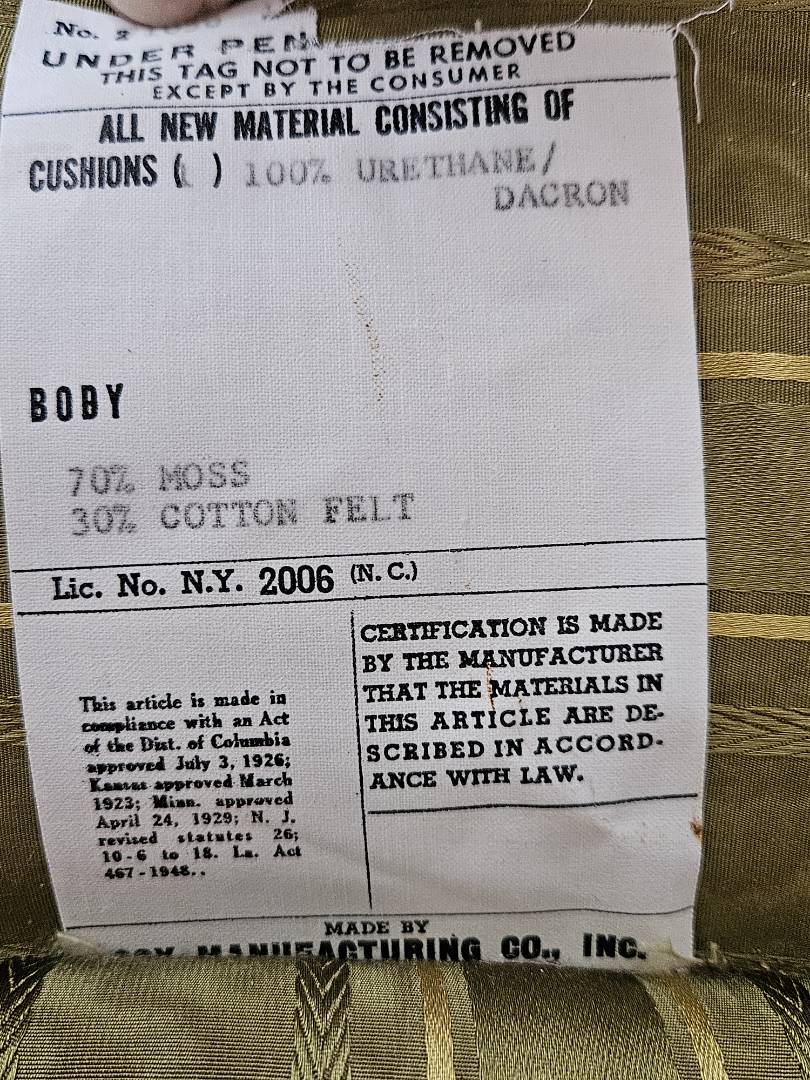 No. 2
UNDER PEN
THIS TAG NOT TO BE REMOVED
EXCEPT BY THE CONSUMER
ALL NEW MATERIAL CONSISTING OF
CUSHIONS ( ) 100% URETHANE/
DACRON
BODY
70% MOSS
30% COTTON FELT
Lic. No. N.Y. 2006 (N. C.)
This article is made in
compliance with an Act
of the Dist. of Columbia
approved July 3, 1926;
Kansas approved March
1923; Minn. approved
April 24, 1929; N. J.
revised statutes 26;
10-6 to 18. La. Act
467-1948..
CERTIFICATION IS MADE
BY THE MANUFACTURER
THAT THE MATERIALS IN
THIS ARTICLE ARE DE-
SCRIBED IN ACCORD-
ANCE WITH LAW.
MADE BY
MANUFACTURING CO., INC.